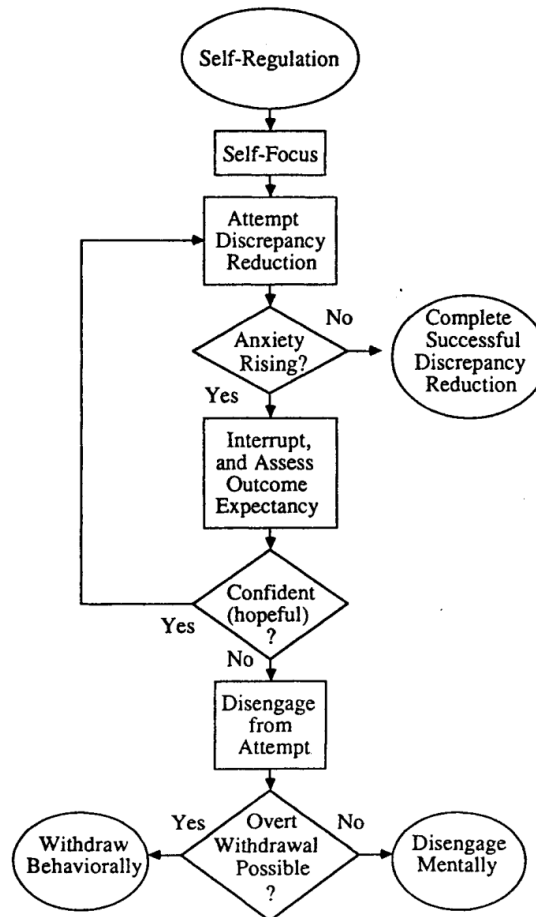 Self-Regulation
Self-Focus
Attempt
Discrepancy
Reduction
No
Anxiety
Rising?
Complete
Successful
Discrepancy
Reduction
Yes
Interrupt,
and Assess
Outcome
Expectancy
Confident
(hopeful)
?
Yes
No
Disengage
from
Attempt
Yes
Overt
Withdrawal
Possible
?
No
Withdraw
Behaviorally
Disengage
Mentally